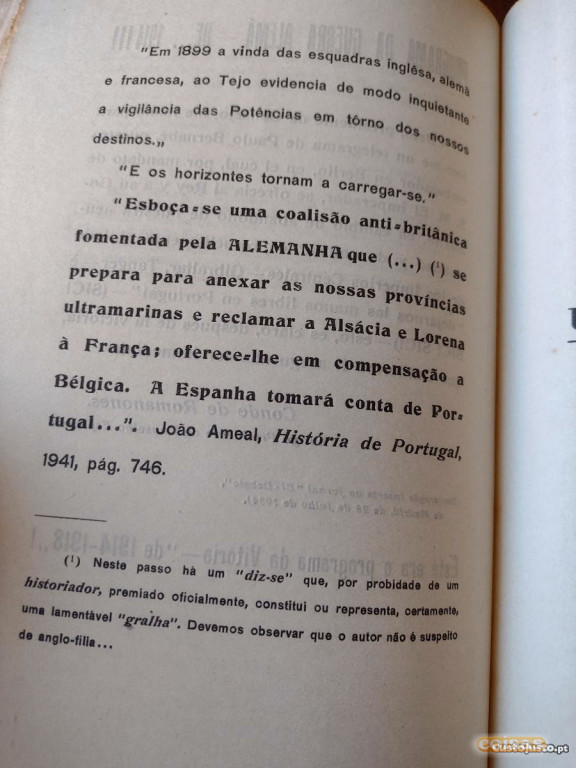 "Em 1899 a vinda das esquadras inglêsa, alemã
e francesa, ao Tejo evidencia de modo inquietante
a vigilância das Potências em tôrno dos nossos
destinos.„
"E os horizontes tornam a carregar-se."
"Esboça-se uma coalisão anti-britânica
fomentada pela ALEMANHA que (...) (¹) se
prepara para anexar as nossas províncias
ultramarinas e reclamar a Alsácia e Lorena
à França; oferece-lhe em compensação a
Bélgica. A Espanha tomará conta de Por-
tugal...". João Ameal, História de Portugal,
1941, pág. 746.
(¹) Neste passo há um "diz-se" que, por probidade de um
historiador, premiado oficialmente, constitui ou representa, certamente,
uma lamentável "gralha". Devemos observar que o autor não é suspeito
de anglo-filia...
CustoJusto.pt